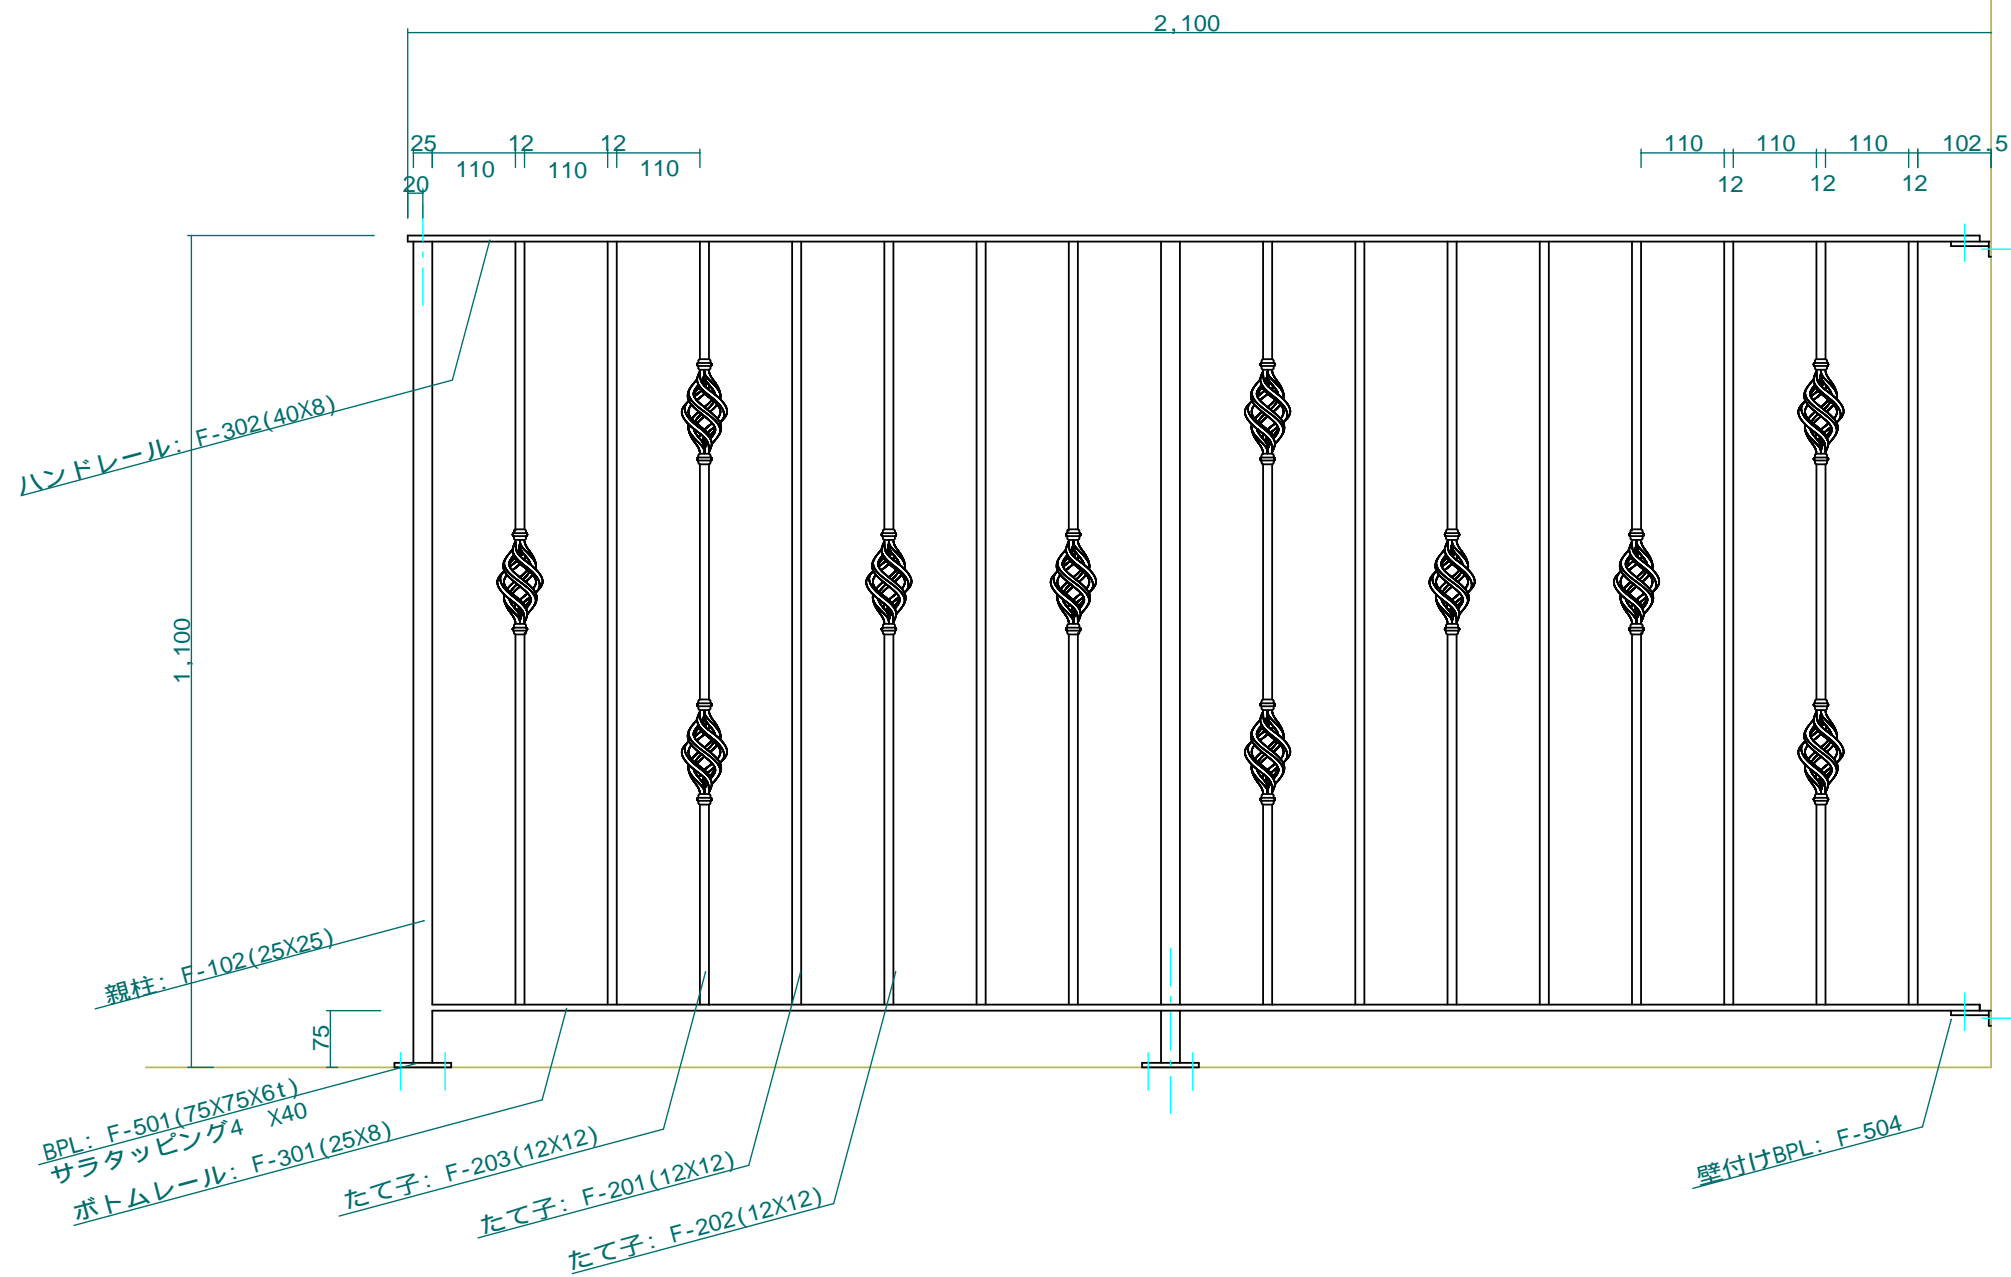 2,100
25
12
12
110
110
110
20
110
110
110
102.5
12
12
12
ハンドレール: F-302(40X8)
1,100
親柱: F-102(25X25)
75
BPL: F-501(75X75X6t)
サラタッピング4 X40
ボトムレール: F-301(25X8)
たて子: F-203(12X12)
たて子: F-201(12X12)
たて子: F-202(12X12)
壁付けBPL: F-504